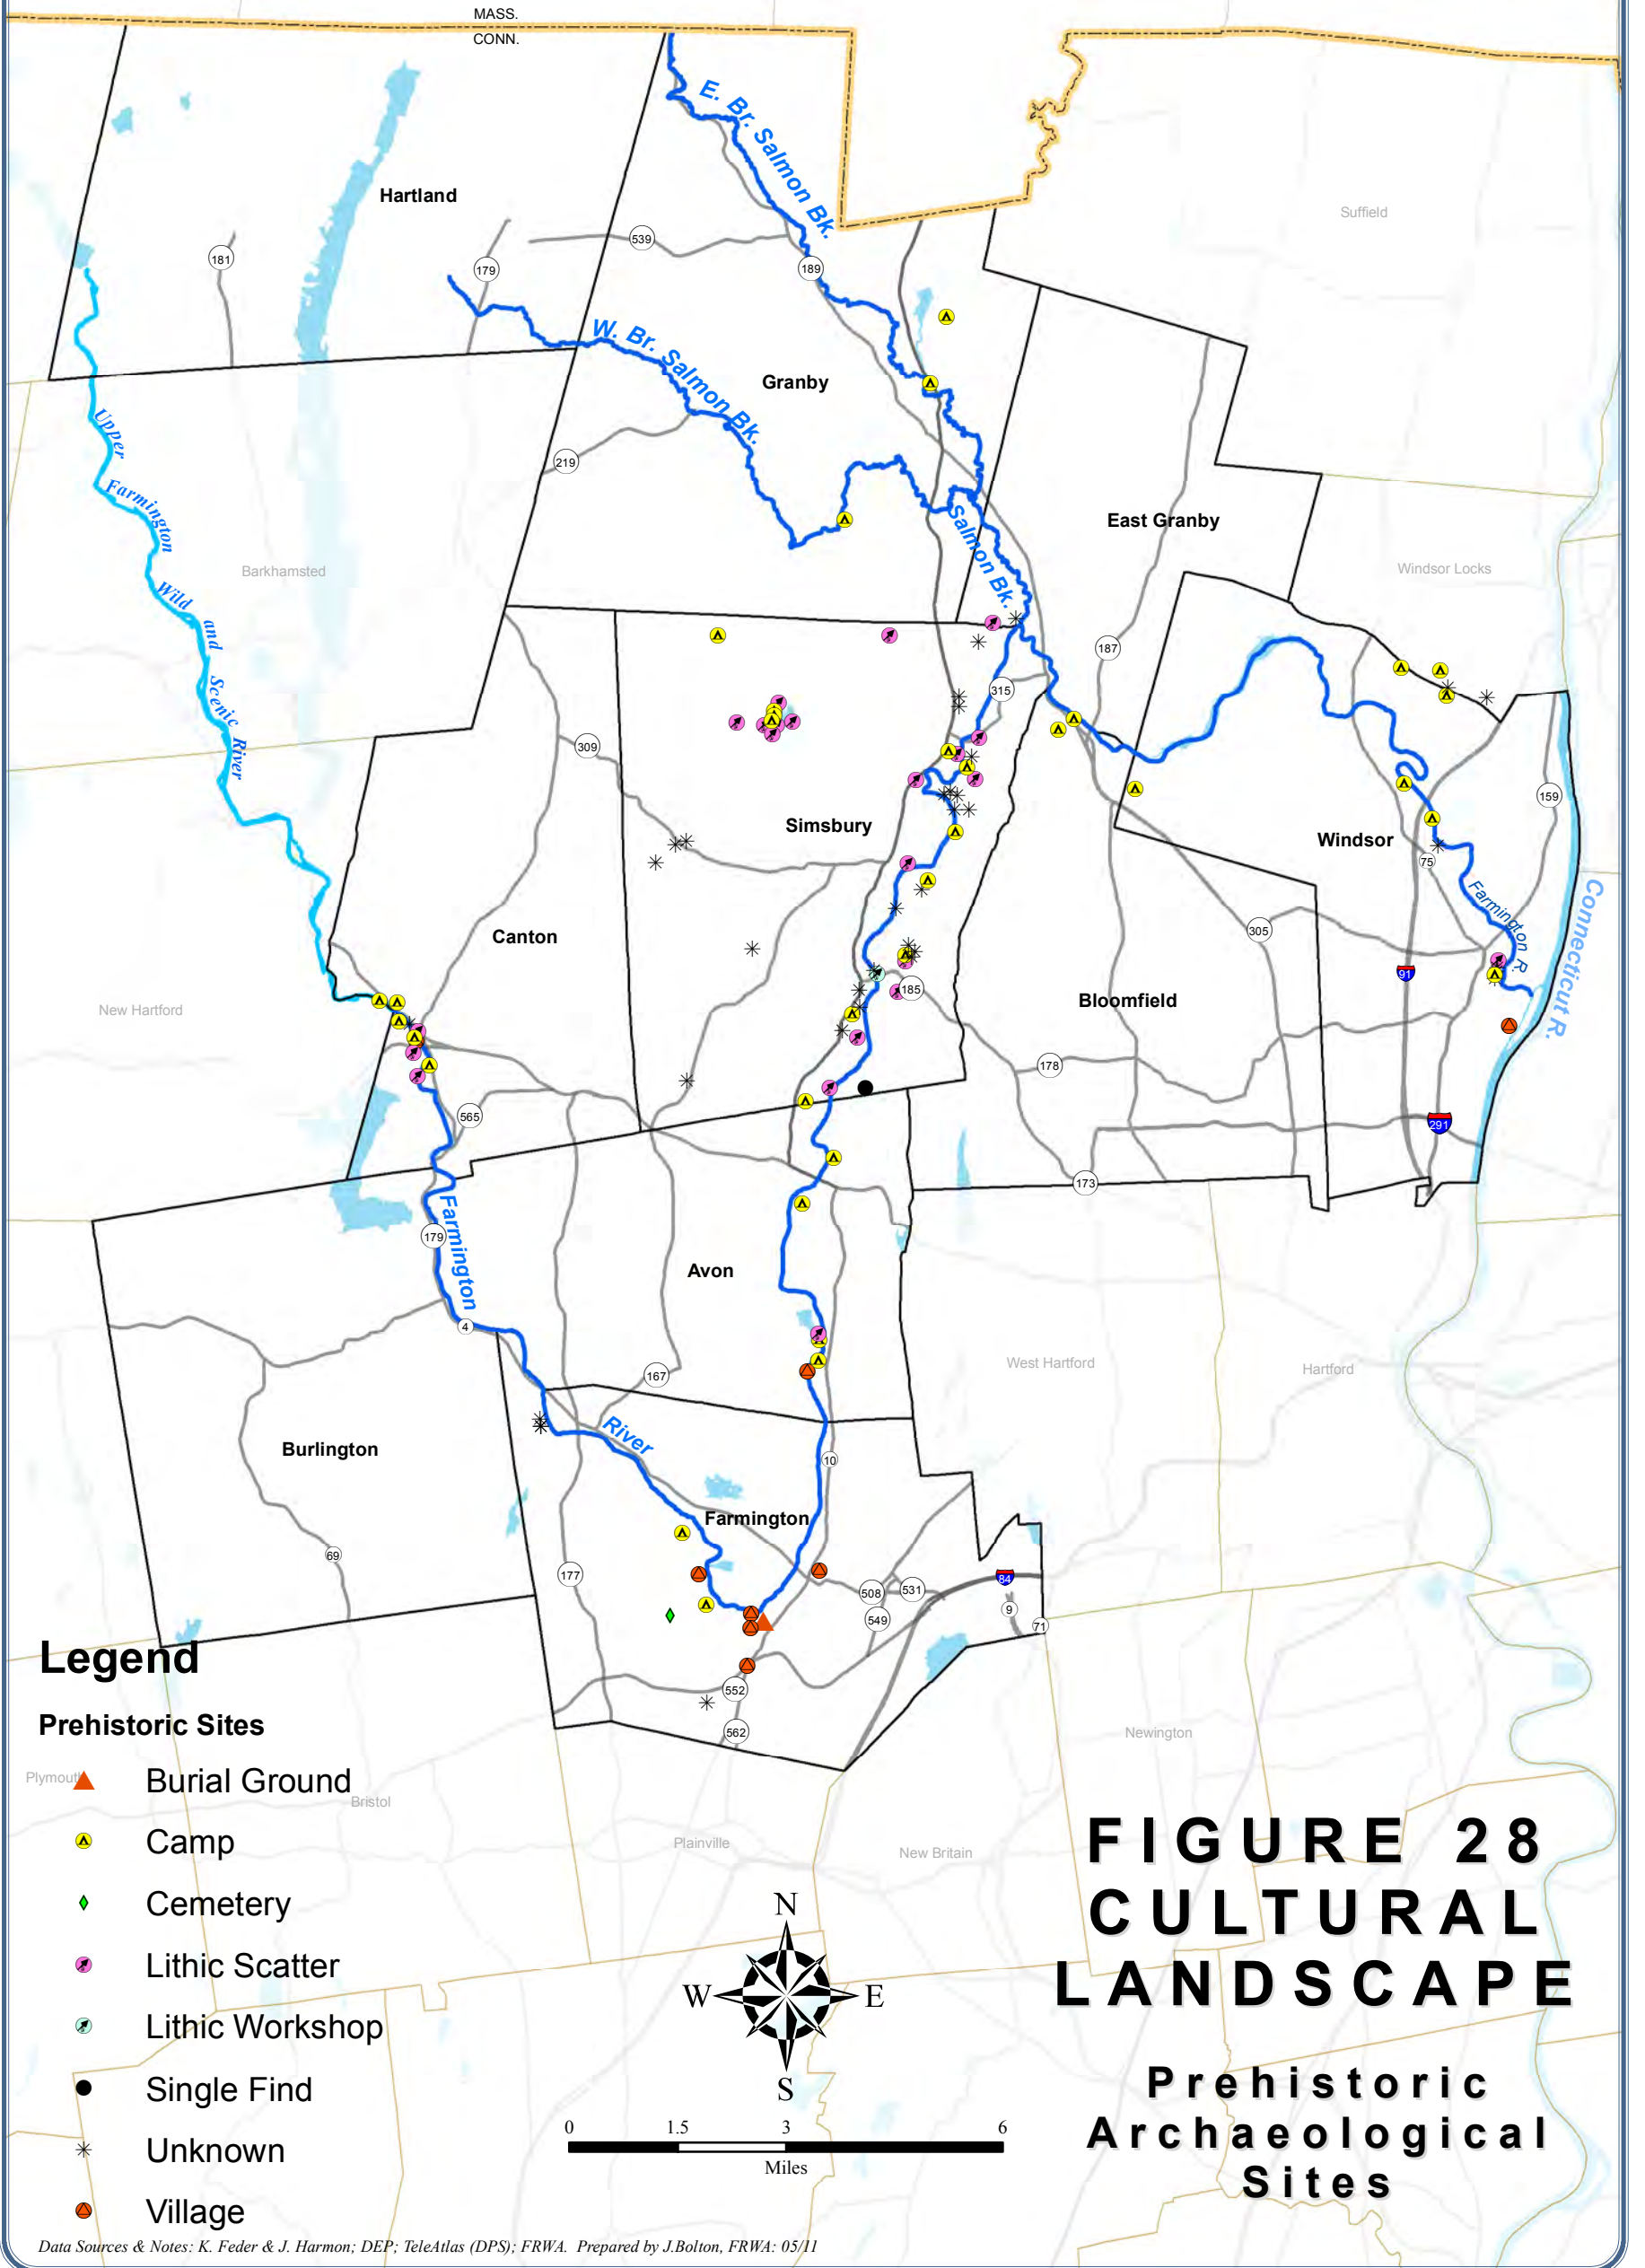 MASS.
CONN.
E. Br. Salmon Bk.
Hartland
Suffield
539
181
179
189
W. Br. Salmon Bk.
Granby
Upper
Farmington
Wild
and
Scenic
River
219
Salmon Bk.
East Granby
Barkhamsted
Windsor Locks
187
315
309
159
Simsbury
Windsor
75
Farmington R.
Connecticut R.
Canton
305
91
185
Bloomfield
New Hartford
178
565
291
173
Farmington
179
Avon
4
West Hartford
Hartford
167
River
10
Burlington
Farmington
69
177
84
508
531
9
549
71
552
562
Legend
Prehistoric Sites
Burial Ground
Camp
Cemetery
Lithic Scatter
Lithic Workshop
Single Find
Unknown
Village
Plymouth
Bristol
Plainville
New Britain
Newington
N
W
E
S
0 1.5 3 6
Miles
FIGURE 28
CULTURAL
LANDSCAPE
Prehistoric
Archaeological
Sites
Data Sources & Notes: K. Feder & J. Harmon; DEP; TeleAtlas (DPS); FRWA. Prepared by J.Bolton, FRWA: 05/11